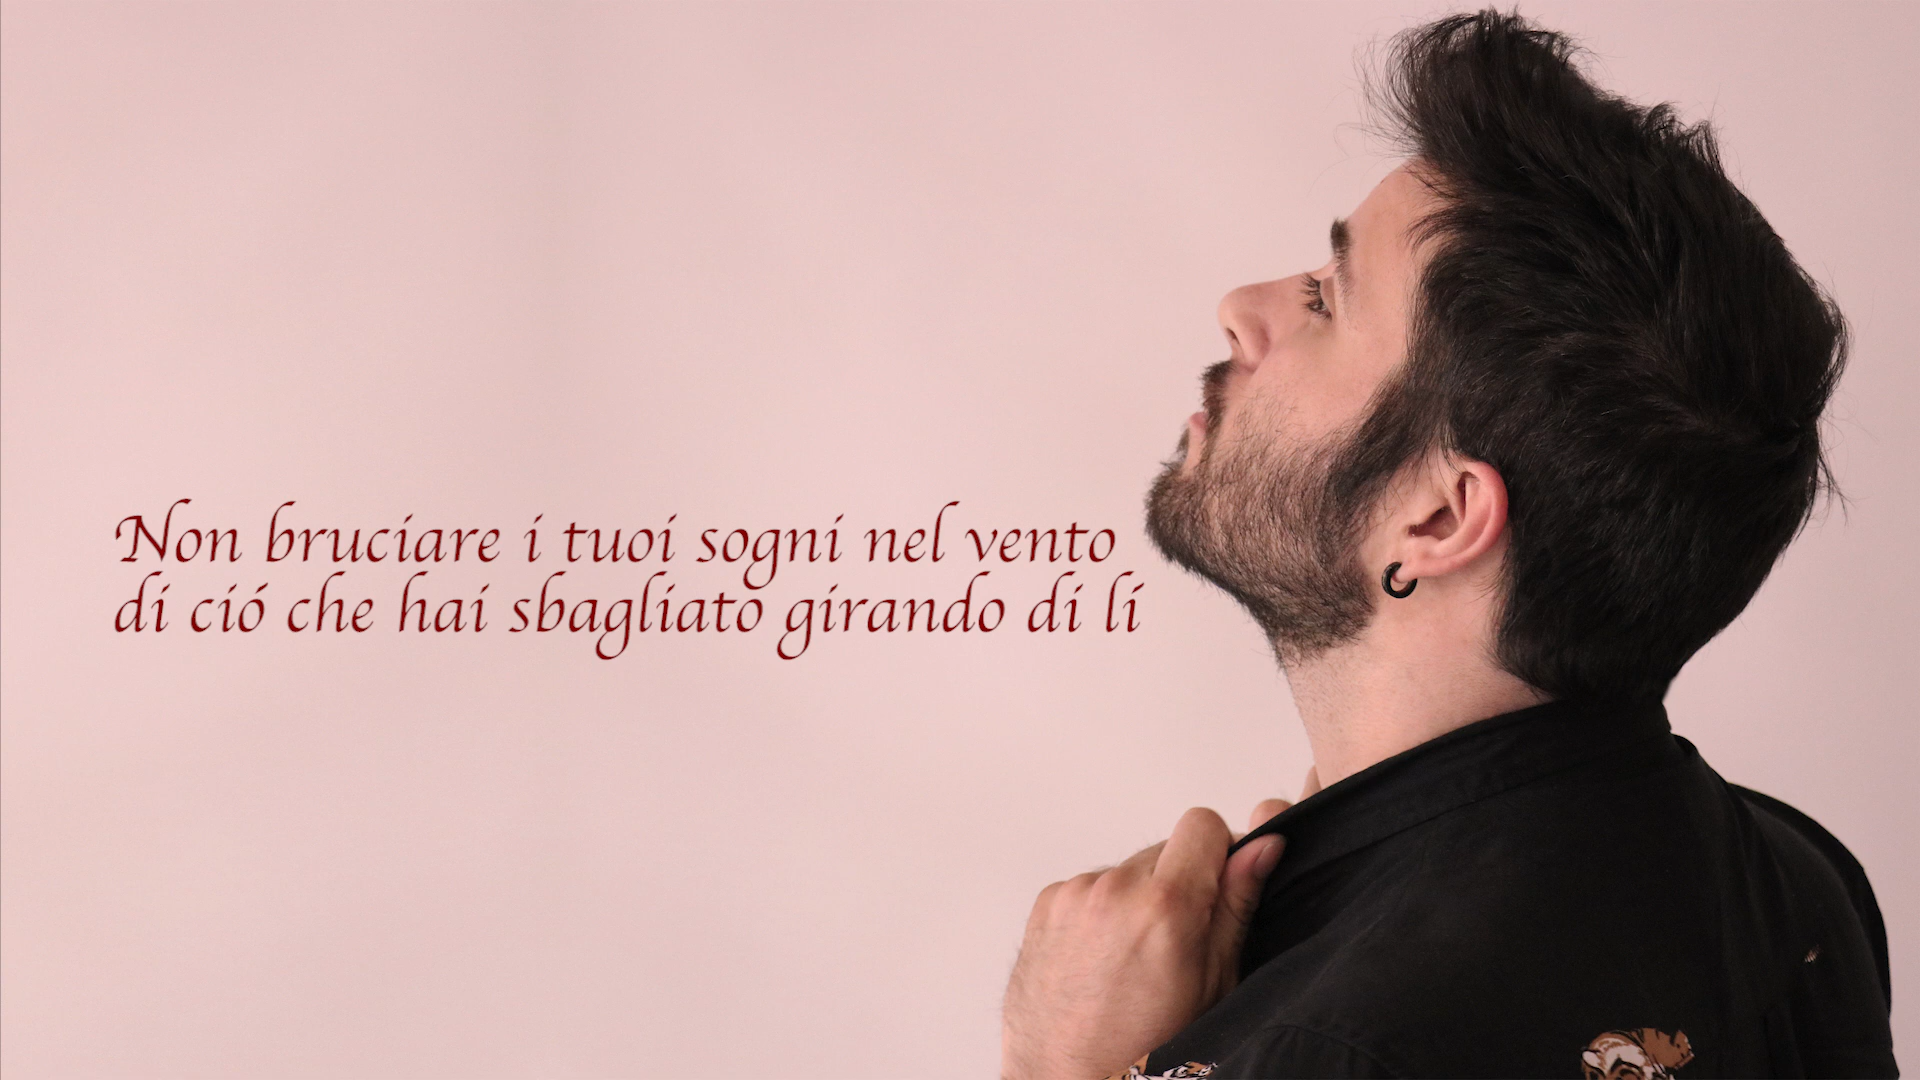 Non bruciare i tuoi sogni nel vento
di ció che hai sbagliato girando di lí